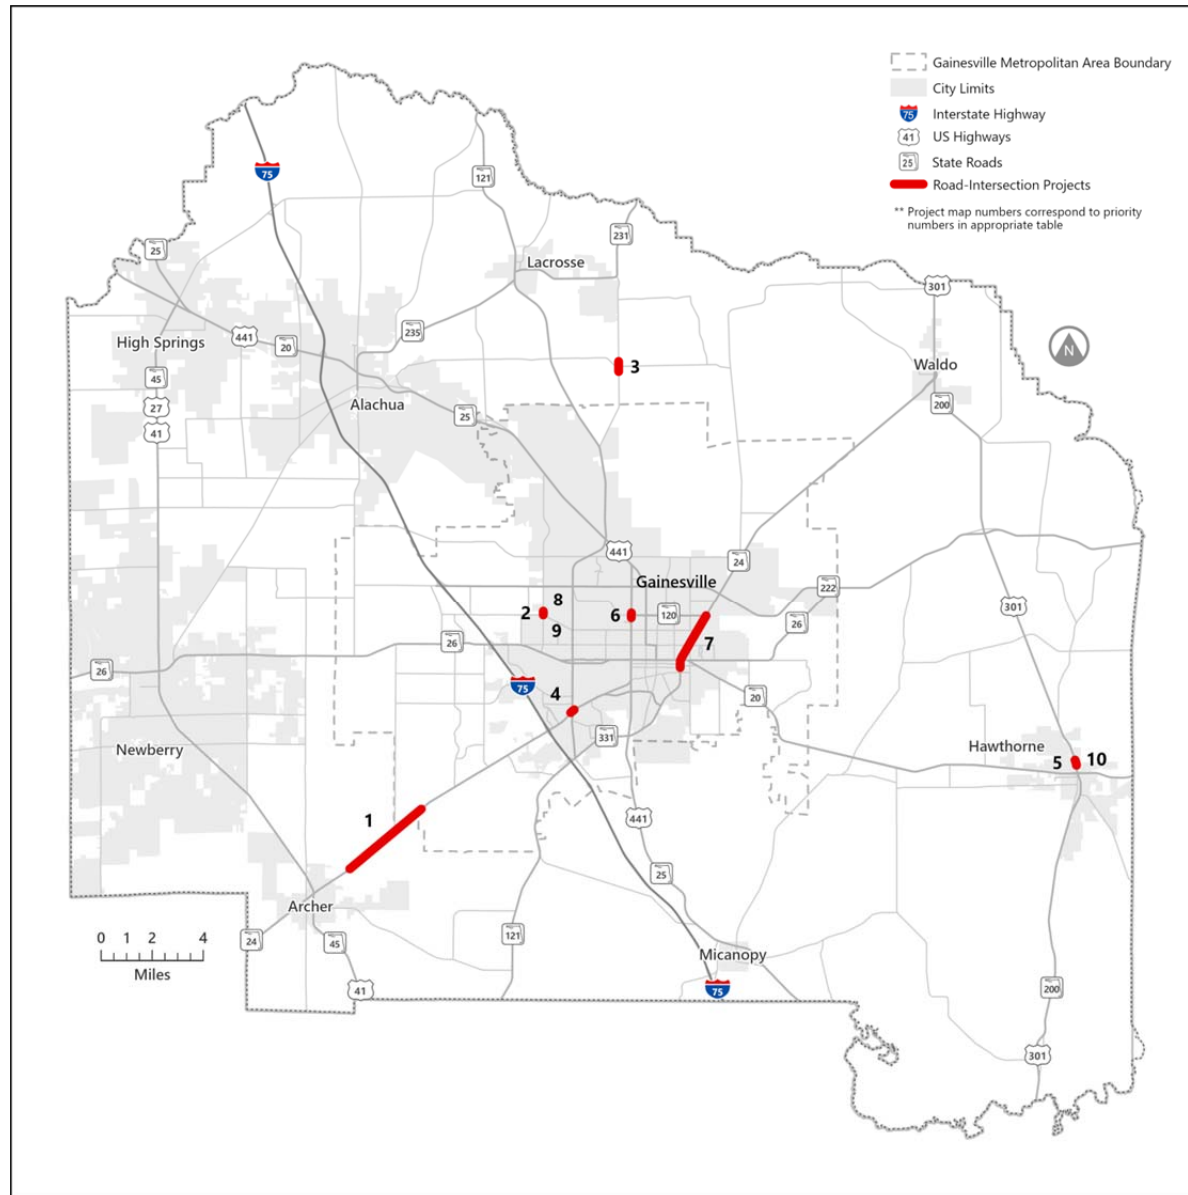 Gainesville Metropolitan Area Boundary
City Limits
75 Interstate Highway
41 US Highways
25 State Roads
Road-Intersection Projects
** Project map numbers correspond to priority
numbers in appropriate table
75
121
231
25
Lacrosse
301
High Springs
441
20
235
N
3
Waldo
45
27
41
Alachua
25
200
441
24
Gainesville
222
301
2
8
9
6
120
26
7
26
26
75
4
20
331
Newberry
Hawthorne
5
10
1
441
25
Archer
121
24
45
0 1 2 4
Miles
Micanopy
41
75
200
301